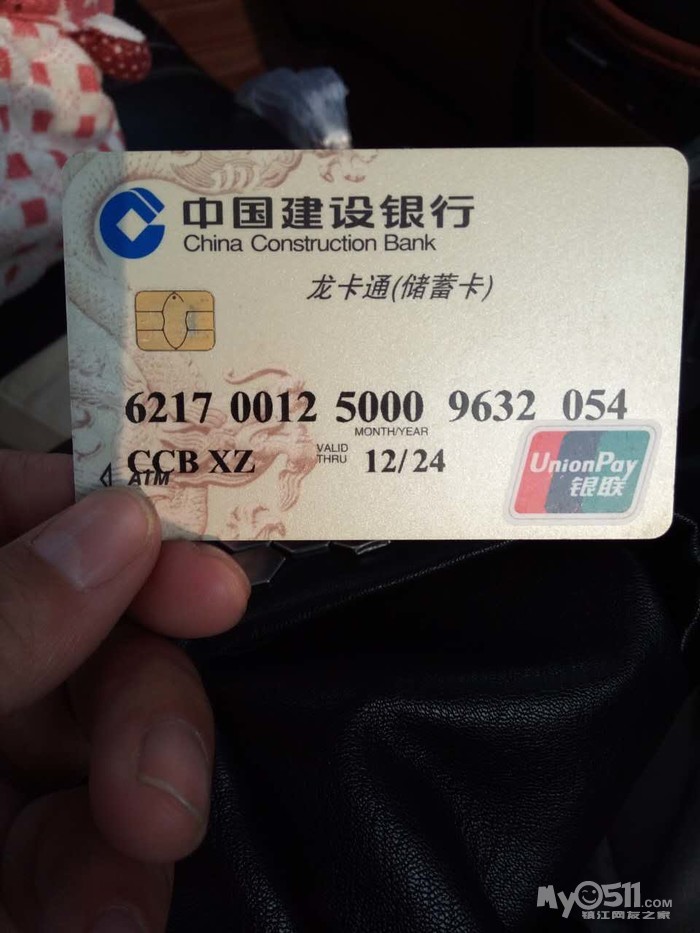 中国建设银行
China Construction Bank
龙卡通(储蓄卡)
6217 0012 5000 9632 054
MONTH/YEAR
CCB XZ VALID THRU 12/24
ATM
UnionPay
银联
My0511.COM
镇江网友之家